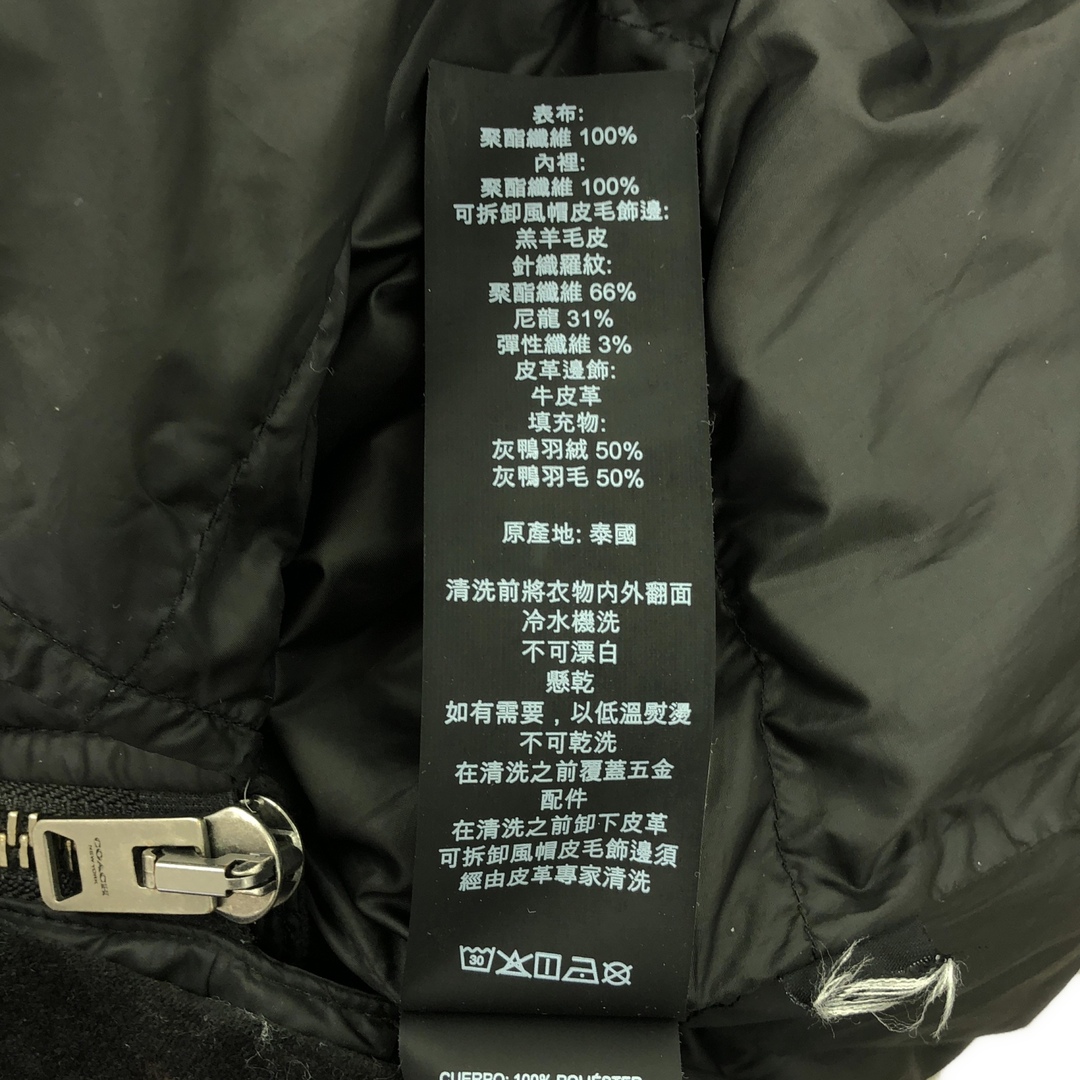 表布:
聚酯纖維 100%
內裡:
聚酯纖維 100%
可拆卸風帽皮毛飾邊:
羔羊毛皮
針織羅紋:
聚酯纖維 66%
尼龍 31%
彈性纖維 3%
皮革邊飾:
牛皮革
填充物:
灰鴨羽絨 50%
灰鴨羽毛 50%
原產地: 泰國
清洗前將衣物内外翻面
冷水機洗
不可漂白
懸乾
如有需要，以低溫熨燙
不可乾洗
在清洗之前覆蓋五金
配件
在清洗之前卸下皮革
可拆卸風帽皮毛飾邊須
經由皮革專家清洗
30
CUERPO: 100% POLIÉSTER
NEW YORK